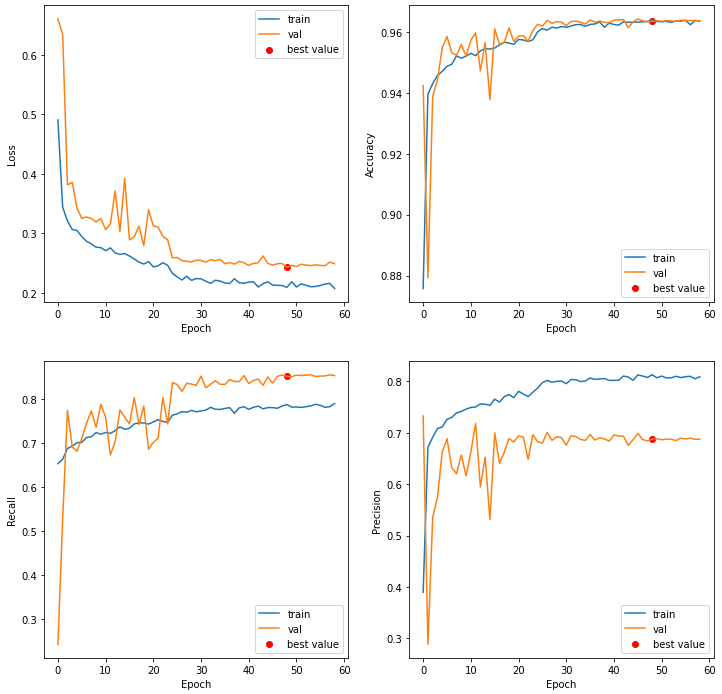 0.6
0.5
0.4
0.3
0.2
Loss
train
val
best value
0 10 20 30 40 50 60
Epoch
0.96
0.94
0.92
0.90
0.88
Accuracy
train
val
best value
0 10 20 30 40 50 60
Epoch
0.8
0.7
0.6
0.5
0.4
0.3
Recall
train
val
best value
0 10 20 30 40 50 60
Epoch
0.8
0.7
0.6
0.5
0.4
0.3
Precision
train
val
best value
0 10 20 30 40 50 60
Epoch